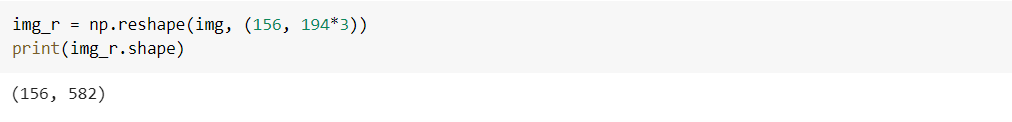 img_r = np.reshape(img, (156, 194*3))
print(img_r.shape)
(156, 582)